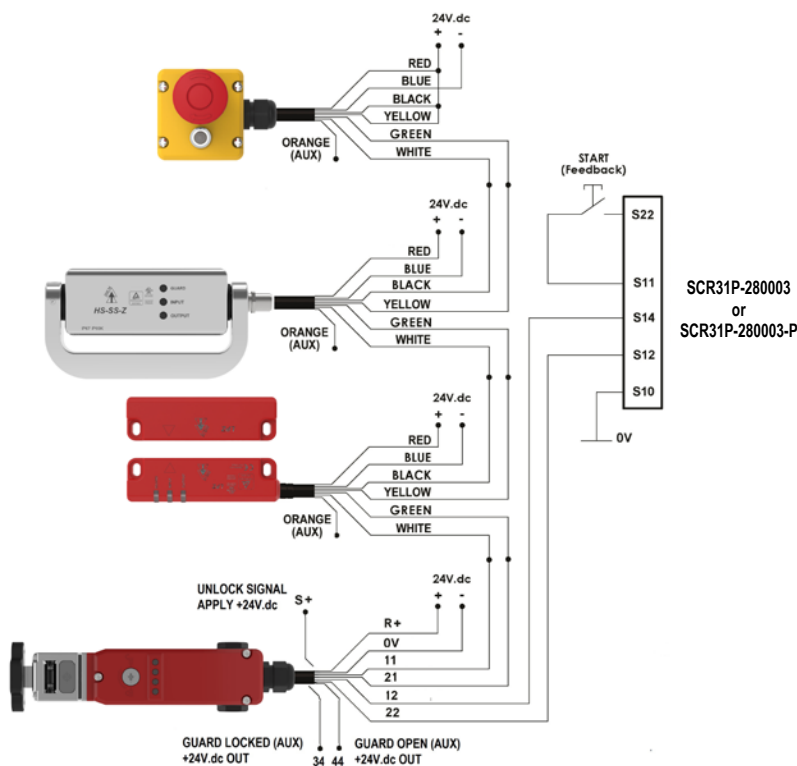 24V.dc
+ -
RED
BLUE
BLACK
YELLOW
GREEN
WHITE
ORANGE
(AUX)
24V.dc
+ -
RED
BLUE
BLACK
YELLOW
GREEN
WHITE
ORANGE
(AUX)
HS-SS-Z
GUARD
INPUT
OUTPUT
24V.dc
+ -
RED
BLUE
BLACK
YELLOW
GREEN
WHITE
ORANGE
(AUX)
24V.dc
+ -
UNLOCK SIGNAL
APPLY +24V.dc
S+
R+
0V
11
21
12
22
GUARD LOCKED (AUX)
+24V.dc OUT
34
44
GUARD OPEN (AUX)
+24V.dc OUT
START
(Feedback)
S22
S11
S14
S12
S10
0V
SCR31P-280003
or
SCR31P-280003-P